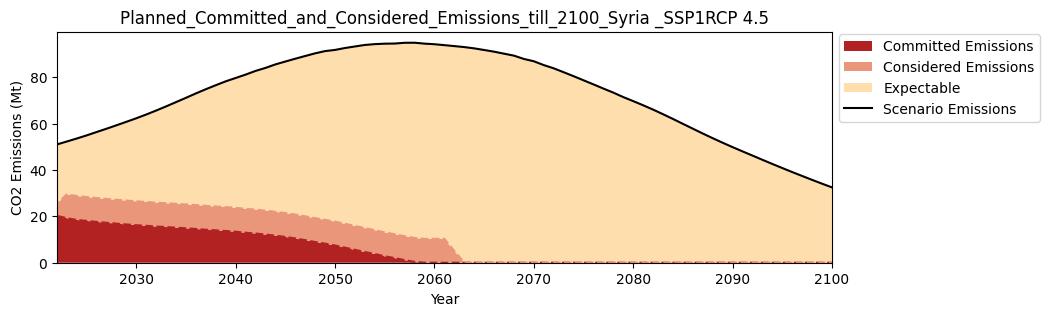 Planned_Committed_and_Considered_Emissions_till_2100_Syria _SSP1RCP 4.5
CO2 Emissions (Mt)
80
60
40
20
0
2030 2040 2050 2060 2070 2080 2090 2100
Year
Committed Emissions
Considered Emissions
Expectable
Scenario Emissions